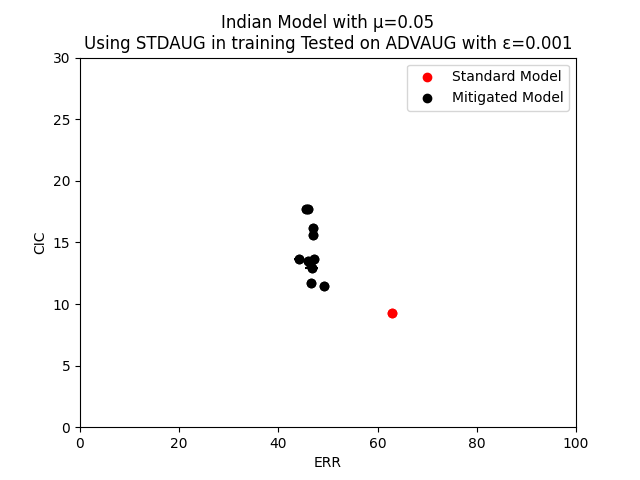 Indian Model with μ=0.05
Using STDAUG in training Tested on ADVAUG with ε=0.001
Standard Model
Mitigated Model
30
25
20
15
10
5
0
CIC
0 20 40 60 80 100
ERR